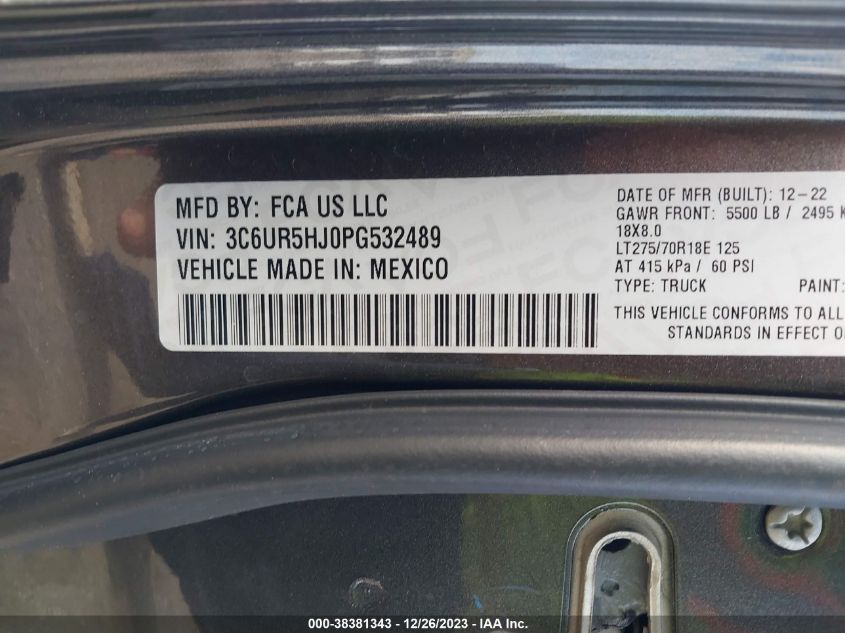 MFD BY: FCA US LLC
VIN: 3C6UR5HJ0PG532489
VEHICLE MADE IN: MEXICO
DATE OF MFR (BUILT): 12-22
GAWR FRONT: 5500 LB / 2495 K
18X8.0
LT275/70R18E 125
AT 415 kPa / 60 PSI
TYPE: TRUCK PAINT:
THIS VEHICLE CONFORMS TO ALL
STANDARDS IN EFFECT O
000-38381343 — 12/26/2023 — IAA Inc.